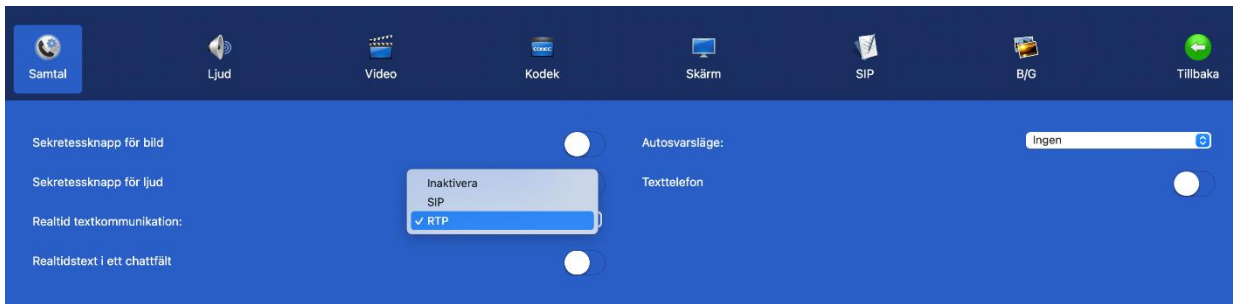 Samtal
Ljud
Video
CODEC
Kodek
Skärm
SIP
B/G
Tillbaka
Sekretessknapp för bild
Autosvarsläge:
Ingen
Sekretessknapp för ljud
Texttelefon
Inaktivera
SIP
✓ RTP
Realtid textkommunikation:
Realtidstext i ett chattfält